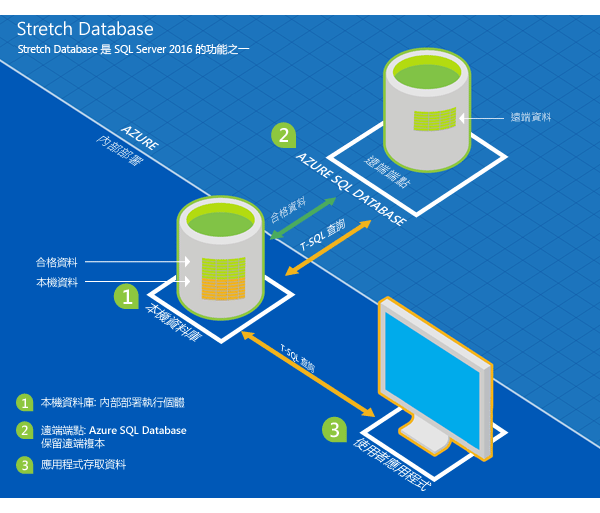 Stretch Database
Stretch Database 是 SQL Server 2016 的功能之一
AZURE
內部部署
2
遠端資料
遠端端點
AZURE SQL DATABASE
合格資料
T-SQL 查詢
合格資料
本機資料
1
本機資料庫
T-SQL 查詢
3
使用者應用程式
1 本機資料庫: 內部部署執行個體
2 遠端端點: Azure SQL Database
保留遠端複本
3 應用程式存取資料